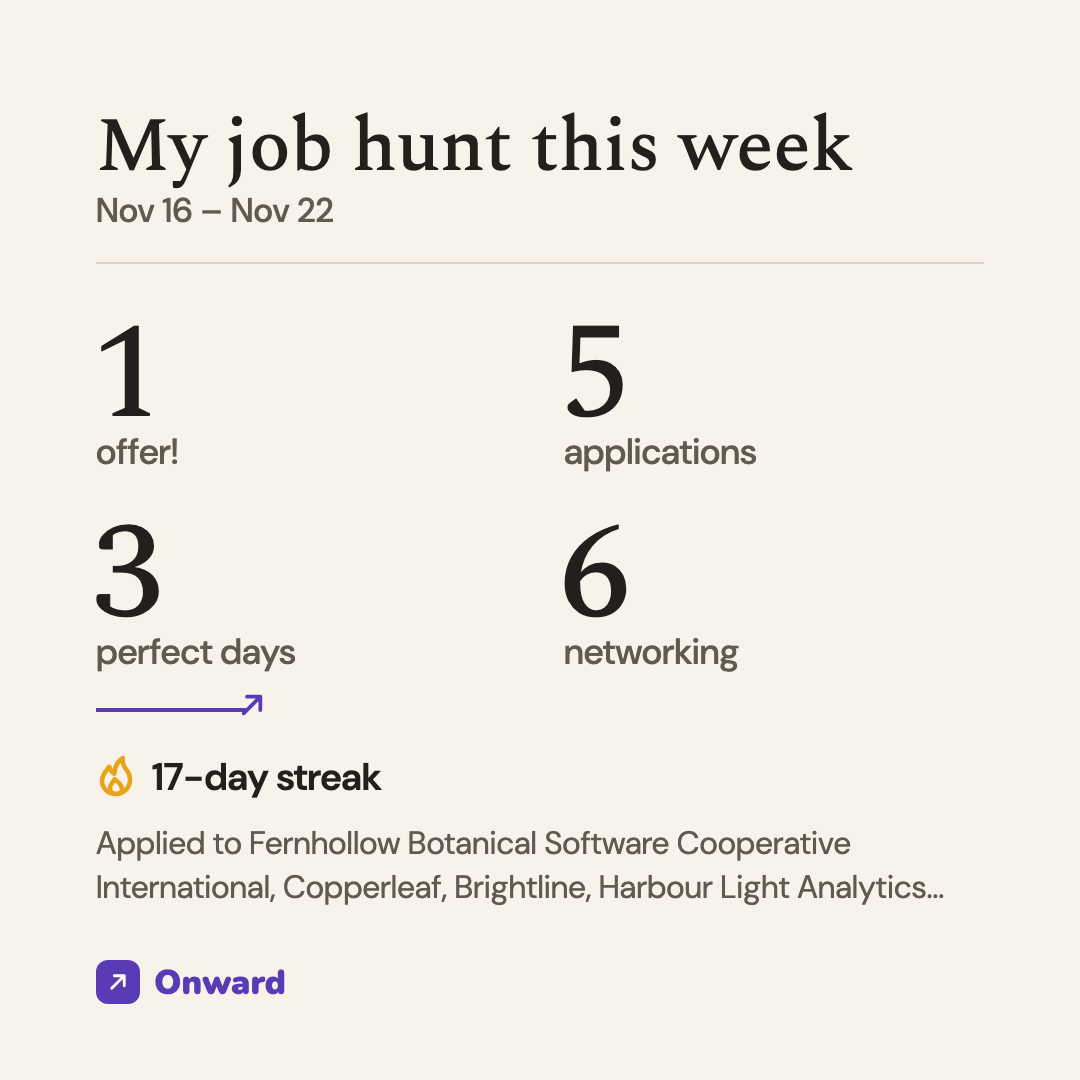 My job hunt this week
Nov 16 – Nov 22
1
offer!
5
applications
3
perfect days
6
networking
17-day streak
Applied to Fernhollow Botanical Software Cooperative
International, Copperleaf, Brightline, Harbour Light Analytics...
Onward